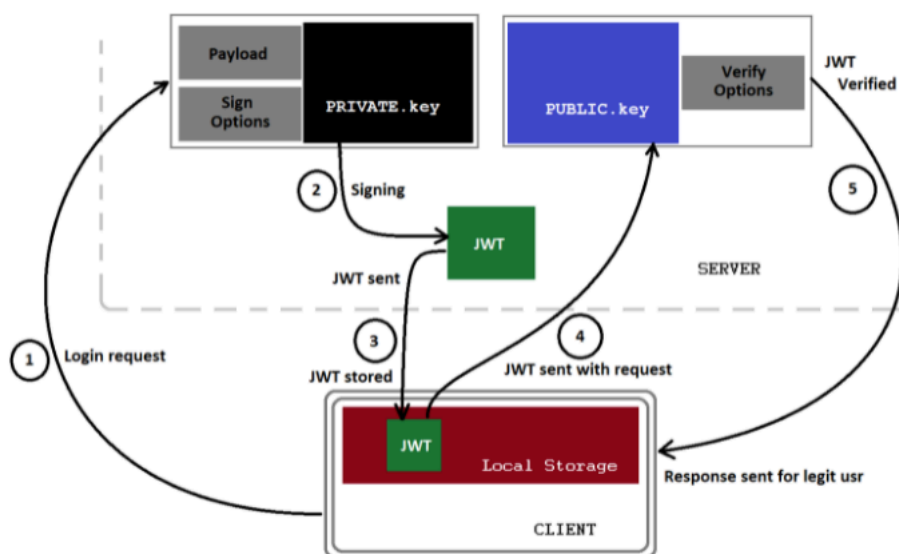 Payload
Sign
Options
PRIVATE.key
PUBLIC.key
Verify
Options
JWT
Verified
2
Signing
5
JWT
JWT sent
SERVER
1
Login request
3
JWT stored
4
JWT sent with request
JWT
Local Storage
Response sent for legit usr
CLIENT